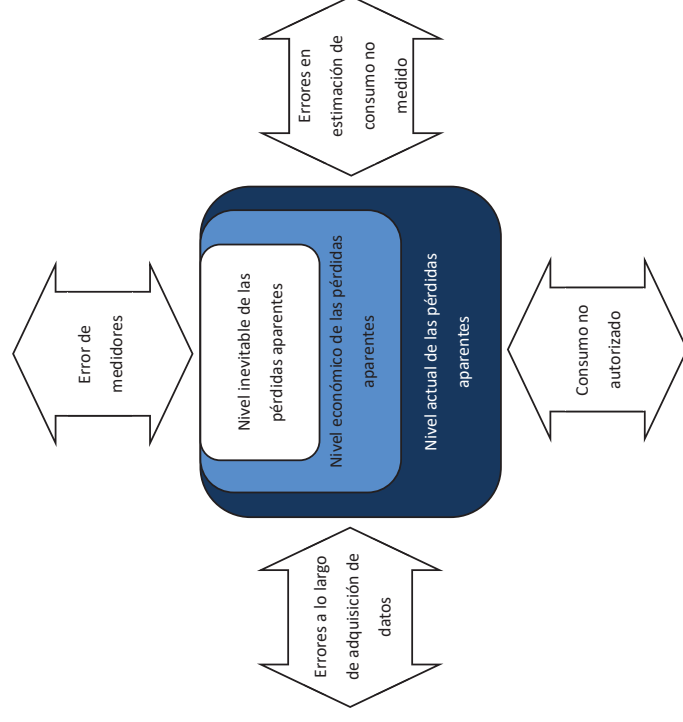 Error de
medidores
Errores a lo largo
de adquisición de
datos
Nivel inevitable de las
pérdidas aparentes
Nivel económico de las pérdidas
aparentes
Nivel actual de las pérdidas
aparentes
Errores en
estimación de
consumo no
medido
Consumo no
autorizado